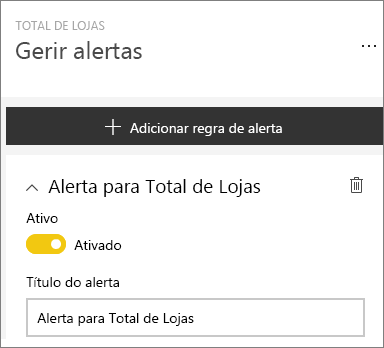 TOTAL DE LOJAS
Gerir alertas
Adicionar regra de alerta
Alerta para Total de Lojas
Ativo
Ativado
Título do alerta
Alerta para Total de Lojas